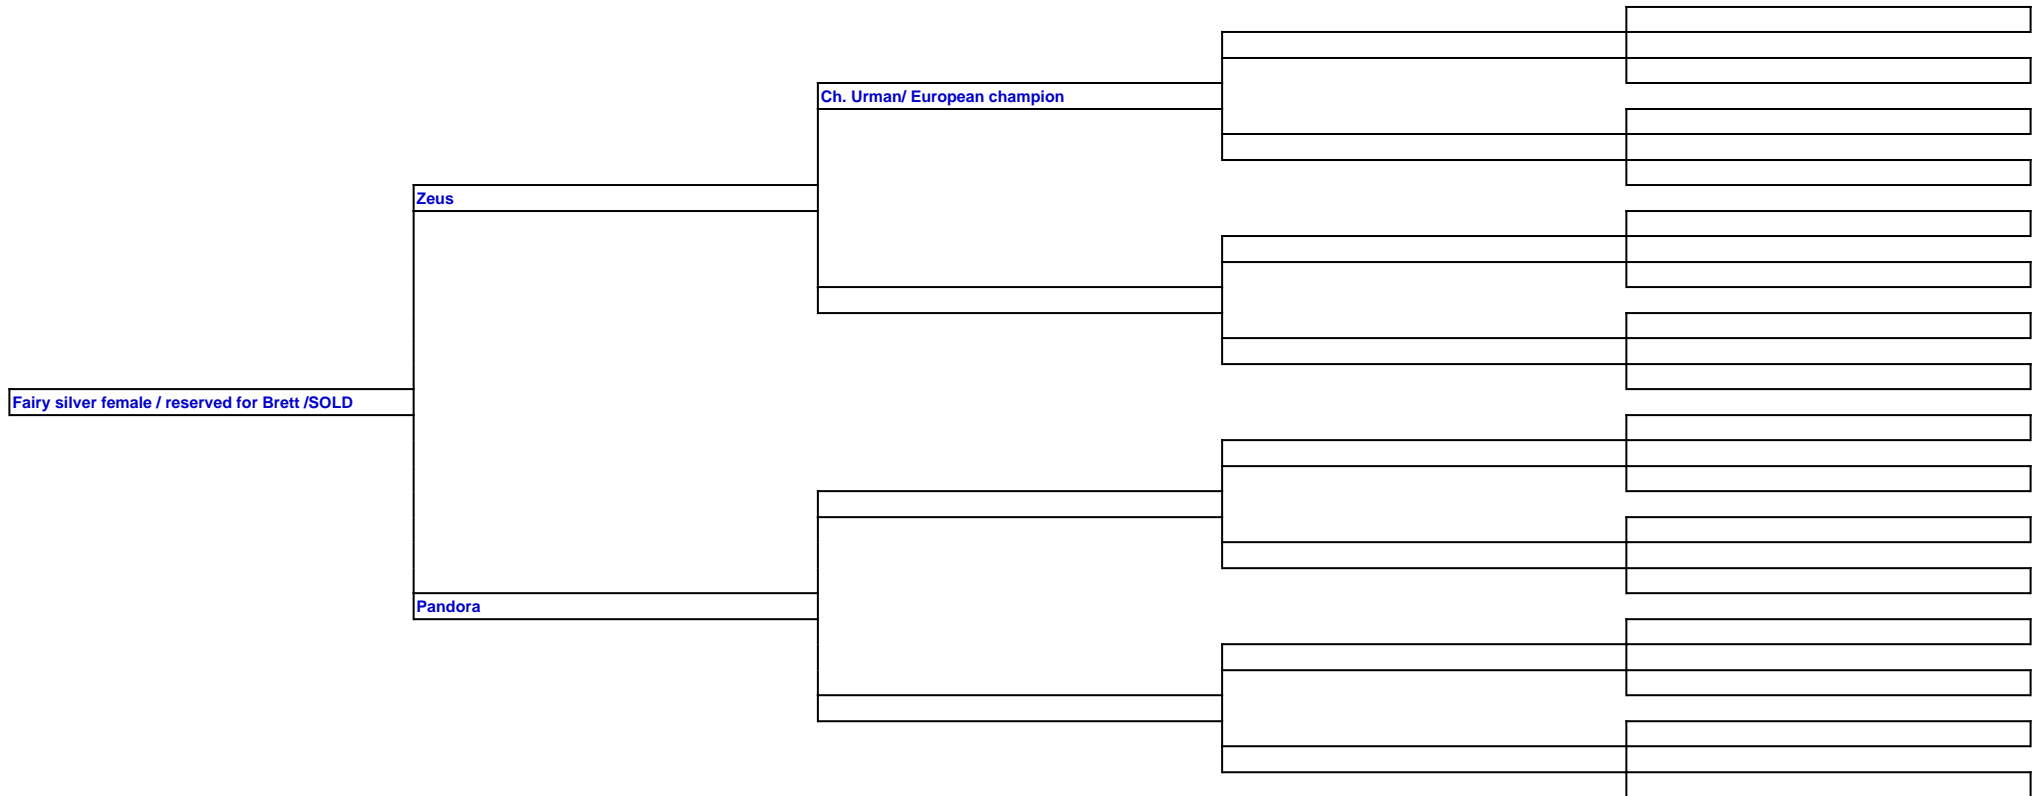 Ch. Urman/ European champion
Zeus
Fairy silver female / reserved for Brett /SOLD
Pandora